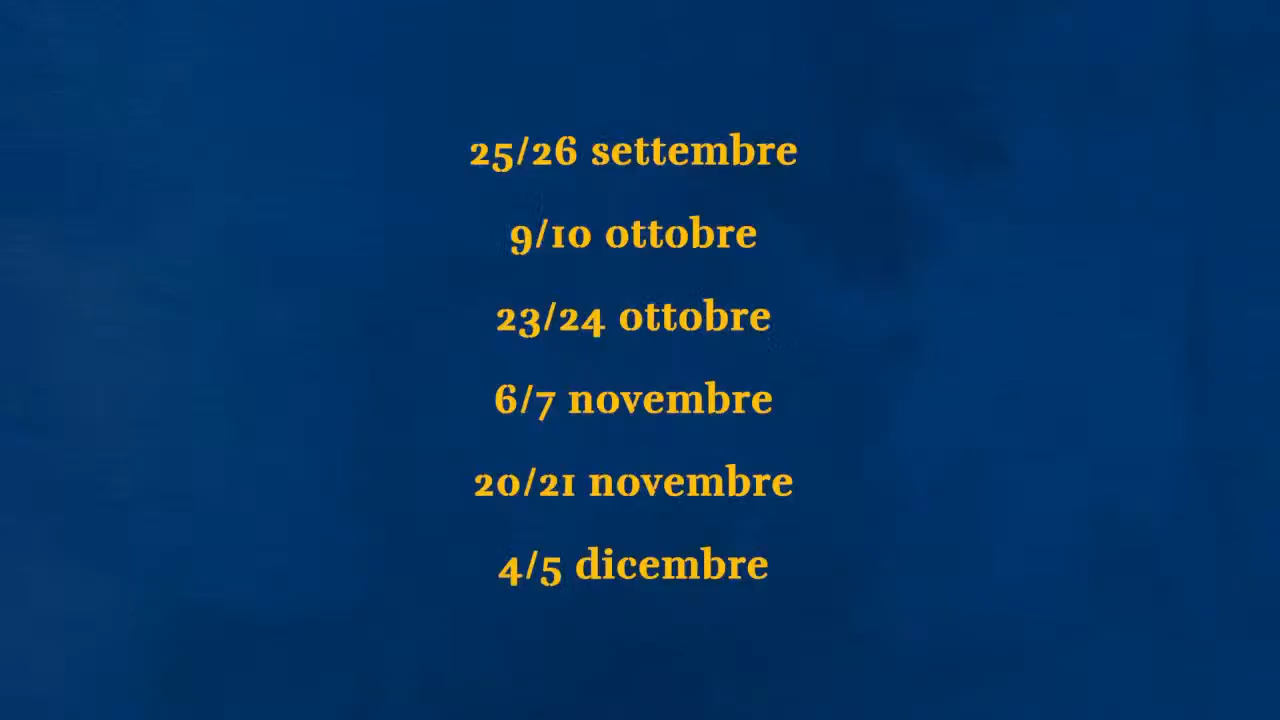 25/26 settembre
9/10 ottobre
23/24 ottobre
6/7 novembre
20/21 novembre
4/5 dicembre